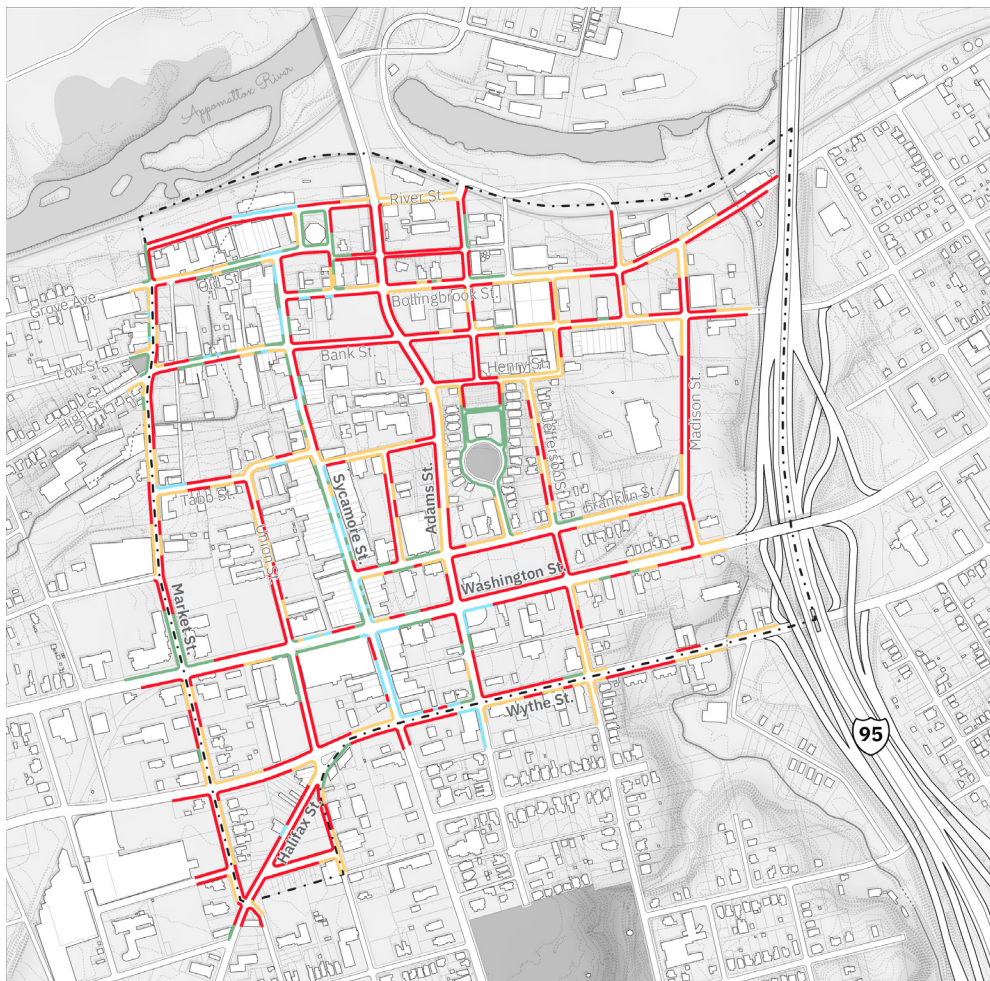 Appomattox River
River St.
Old St.
Grove Ave
Bollingbrook St.
Bank St.
Low St.
Henry St.
High St.
Madison St.
Jefferson St.
Tabb St.
Sycamore St.
Adams St.
Franklin St.
Union St.
Washington St.
Market St.
Wythe St.
95
Halifax St.